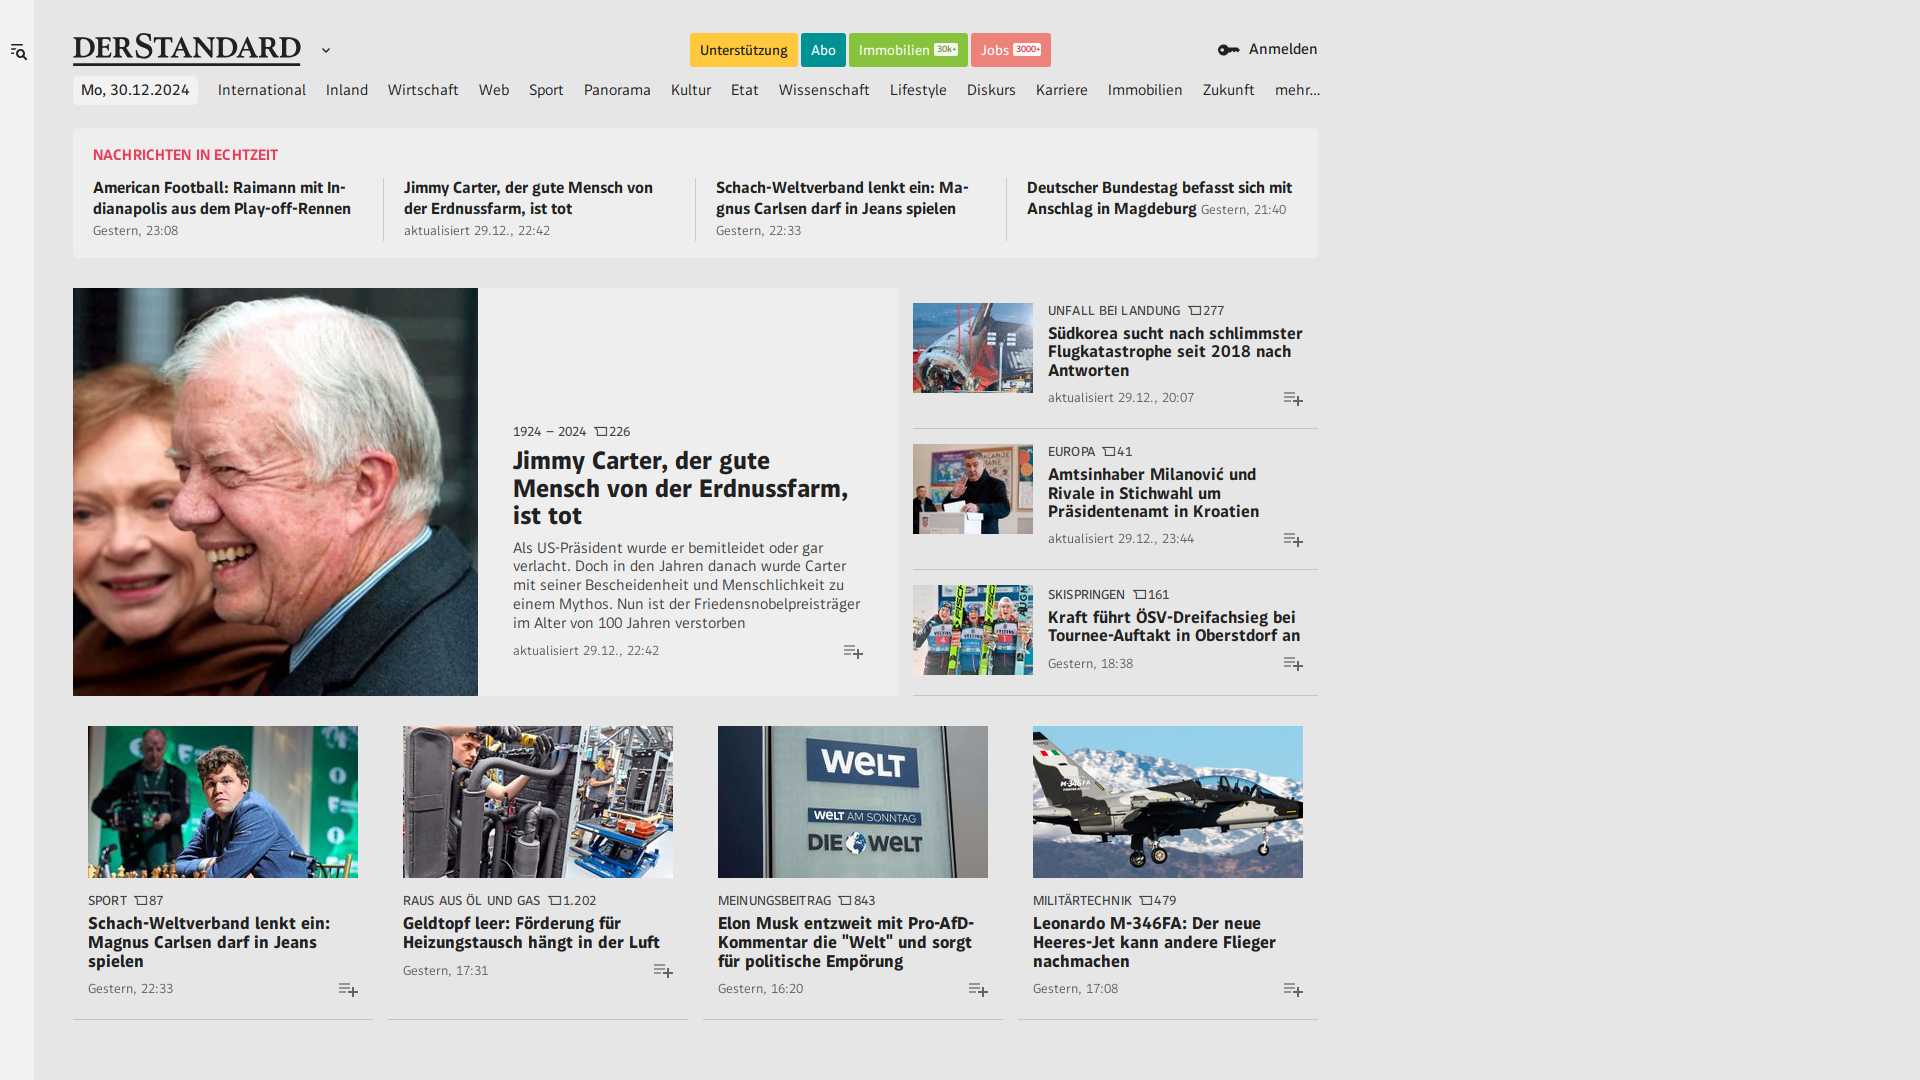 DERSTANDARD
Unterstützung Abo Immobilien 30k+ Jobs 3000+
Anmelden
Mo, 30.12.2024 International Inland Wirtschaft Web Sport Panorama Kultur Etat Wissenschaft Lifestyle Diskurs Karriere Immobilien Zukunft mehr...
NACHRICHTEN IN ECHTZEIT
American Football: Raimann mit In-
dianapolis aus dem Play-off-Rennen
Gestern, 23:08
Jimmy Carter, der gute Mensch von
der Erdnussfarm, ist tot
aktualisiert 29.12., 22:42
Schach-Weltverband lenkt ein: Ma-
gnus Carlsen darf in Jeans spielen
Gestern, 22:33
Deutscher Bundestag befasst sich mit
Anschlag in Magdeburg Gestern, 21:40
1924 – 2024 226
Jimmy Carter, der gute
Mensch von der Erdnussfarm,
ist tot
Als US-Präsident wurde er bemitleidet oder gar
verlacht. Doch in den Jahren danach wurde Carter
mit seiner Bescheidenheit und Menschlichkeit zu
einem Mythos. Nun ist der Friedensnobelpreisträger
im Alter von 100 Jahren verstorben
aktualisiert 29.12., 22:42
UNFALL BEI LANDUNG 277
Südkorea sucht nach schlimmster
Flugkatastrophe seit 2018 nach
Antworten
aktualisiert 29.12., 20:07
EUROPA 41
Amtsinhaber Milanović und
Rivale in Stichwahl um
Präsidentenamt in Kroatien
aktualisiert 29.12., 23:44
SKISPRINGEN 161
Kraft führt ÖSV-Dreifachsieg bei
Tournee-Auftakt in Oberstdorf an
Gestern, 18:38
SPORT 87
Schach-Weltverband lenkt ein:
Magnus Carlsen darf in Jeans
spielen
Gestern, 22:33
RAUS AUS ÖL UND GAS 1.202
Geldtopf leer: Förderung für
Heizungstausch hängt in der Luft
Gestern, 17:31
WELT
WELT AM SONNTAG
DIE WELT
MEINUNGSBEITRAG 843
Elon Musk entzweit mit Pro-AfD-
Kommentar die "Welt" und sorgt
für politische Empörung
Gestern, 16:20
M-346FA
MILITÄRTECHNIK 479
Leonardo M-346FA: Der neue
Heeres-Jet kann andere Flieger
nachmachen
Gestern, 17:08